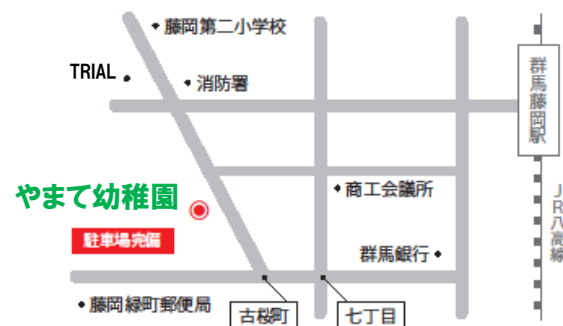 藤岡第二小学校
TRIAL
消防署
群馬藤岡駅
やまて幼稚園
商工会議所
JR八高線
駐車場完備
群馬銀行
藤岡緑町郵便局
古桜町
七丁目